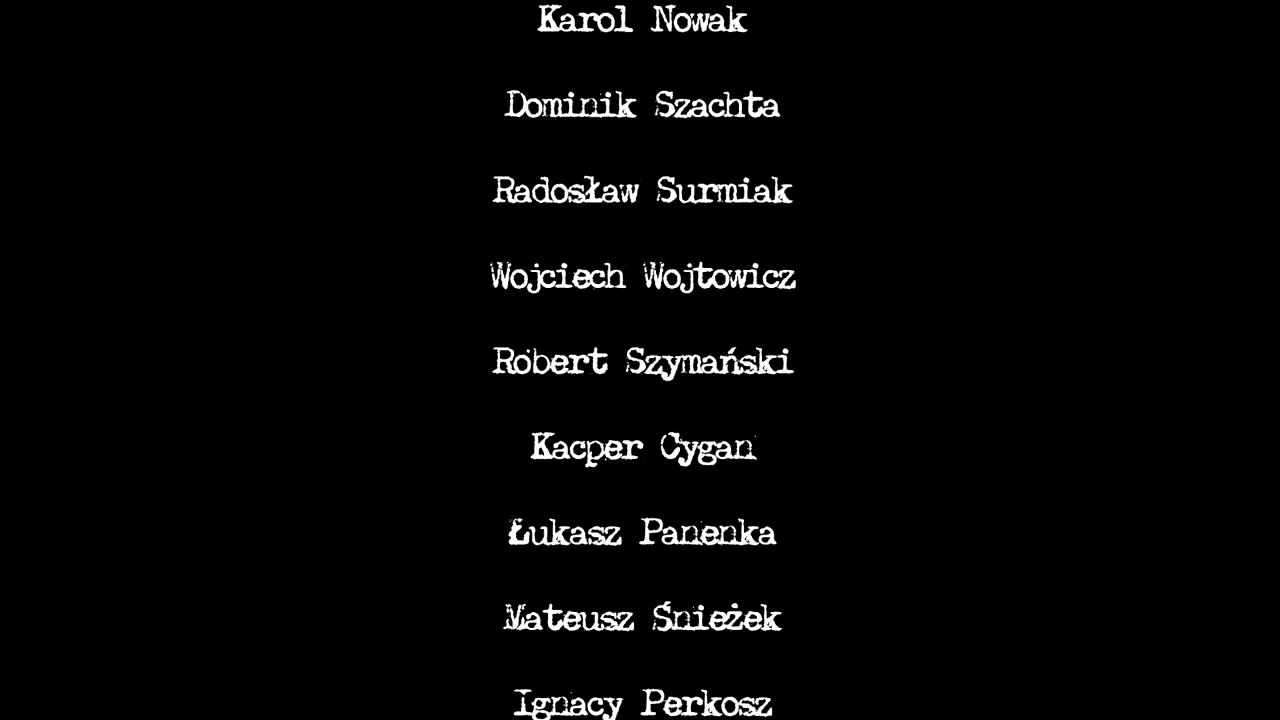 Karol Nowak
Dominik Szachta
Radosław Surmiak
Wojciech Wojtowicz
Robert Szymański
Kacper Cygan
Łukasz Panenka
Mateusz Śnieżek
Ignacy Perkosz